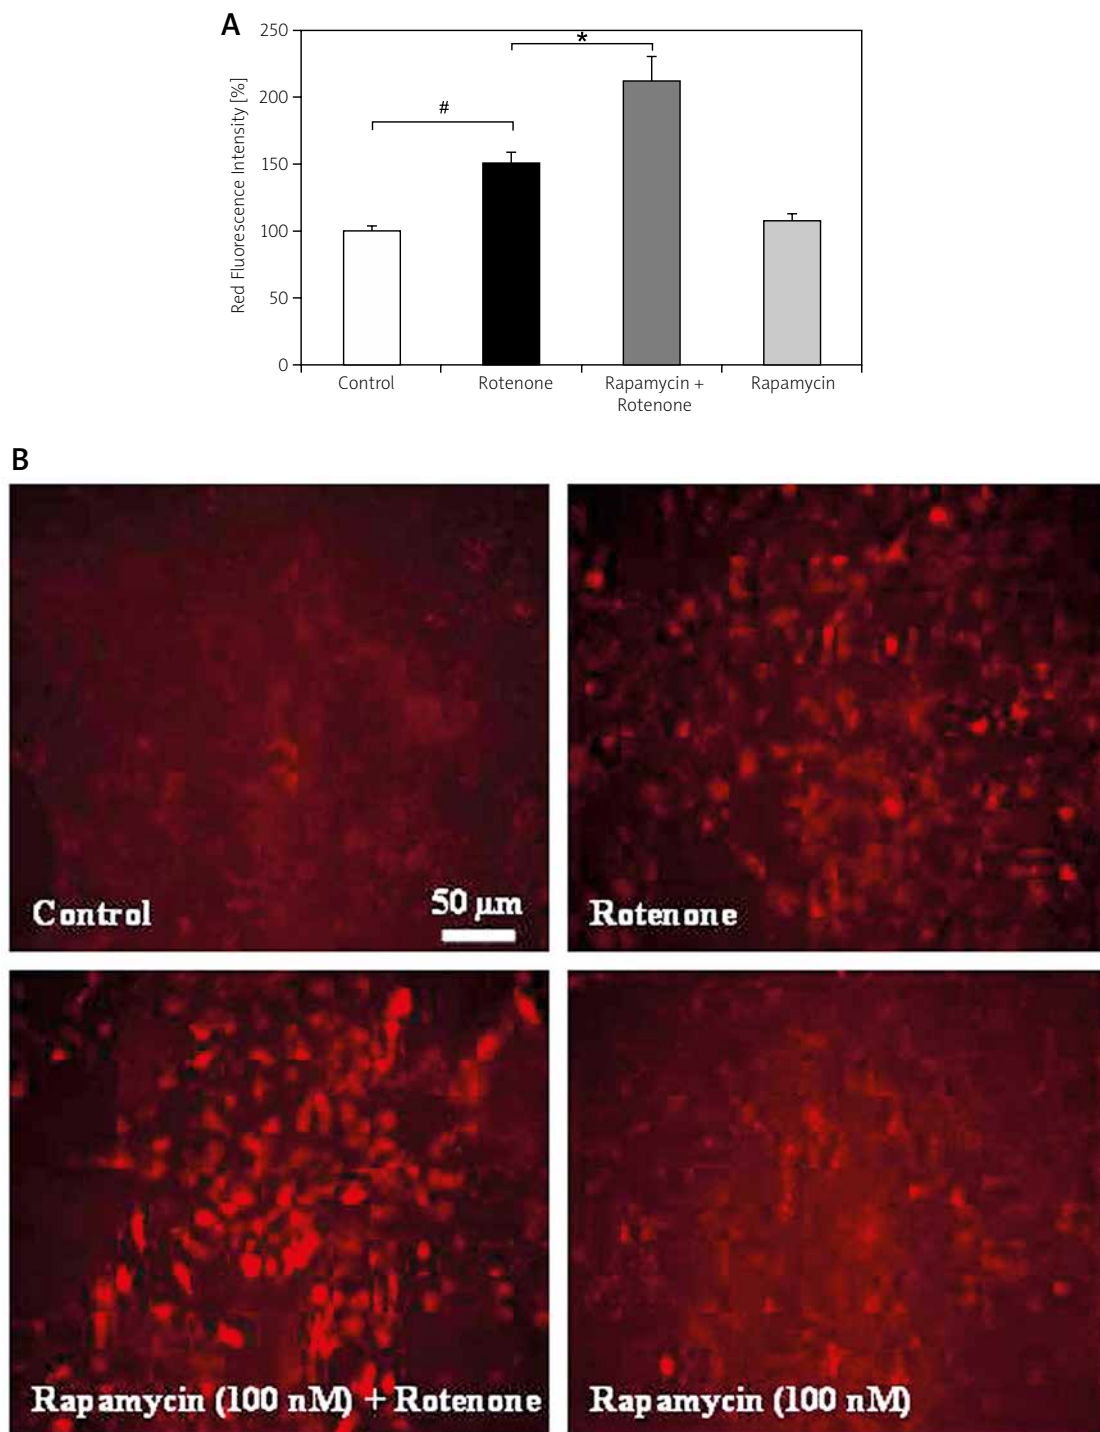 A
Red Fluorescence Intensity [%]
250
200
150
100
50
0
#
*
Control
Rotenone
Rapamycin +
Rotenone
Rapamycin
B
Control
50 µm
Rotenone
Rapamycin (100 nM) + Rotenone
Rapamycin (100 nM)